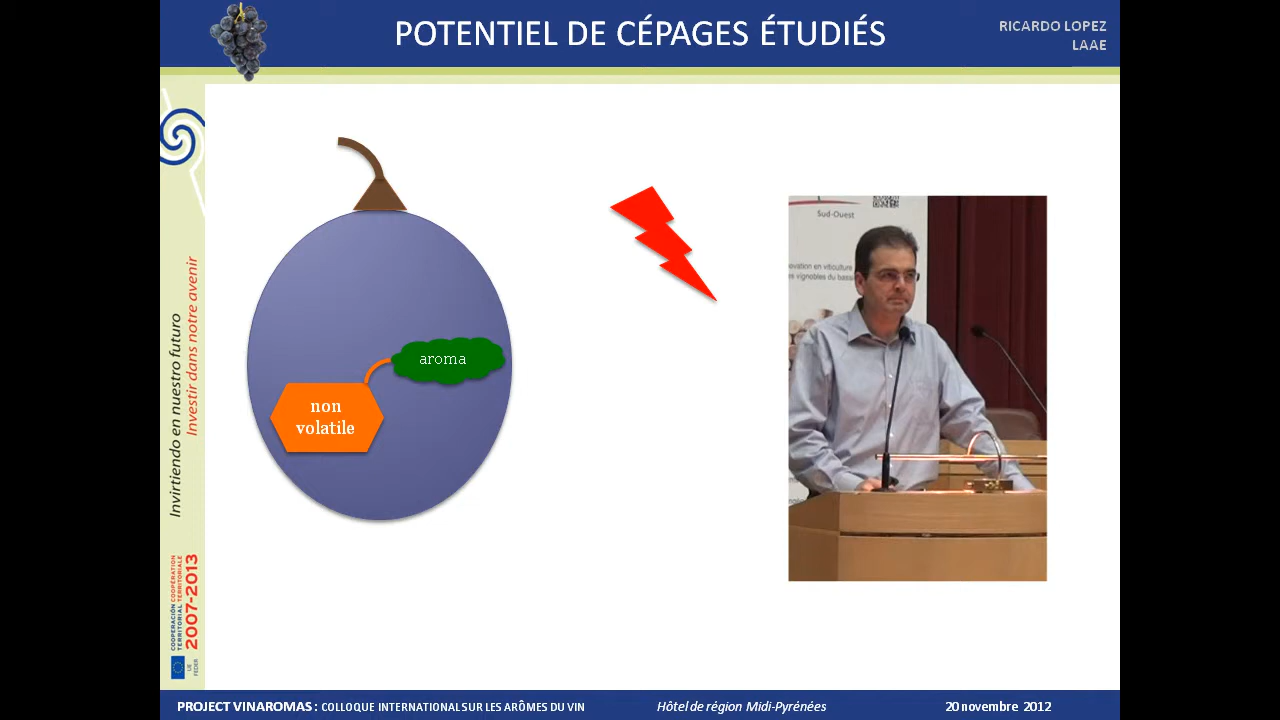 POTENTIEL DE CÉPAGES ÉTUDIÉS
RICARDO LOPEZ
LAAE
Invirtiendo en nuestro futuro
Investir dans notre avenir
COOPERACIÓN TERRITORIAL
COOPÉRATION TERRITORIALE
2007-2013
UE
FEDER
aroma
non
volatile
Sud-Ouest
PROJECT VINAROMAS : COLLOQUE INTERNATIONAL SUR LES ARÔMES DU VIN
Hôtel de région Midi-Pyrénées
20 novembre 2012